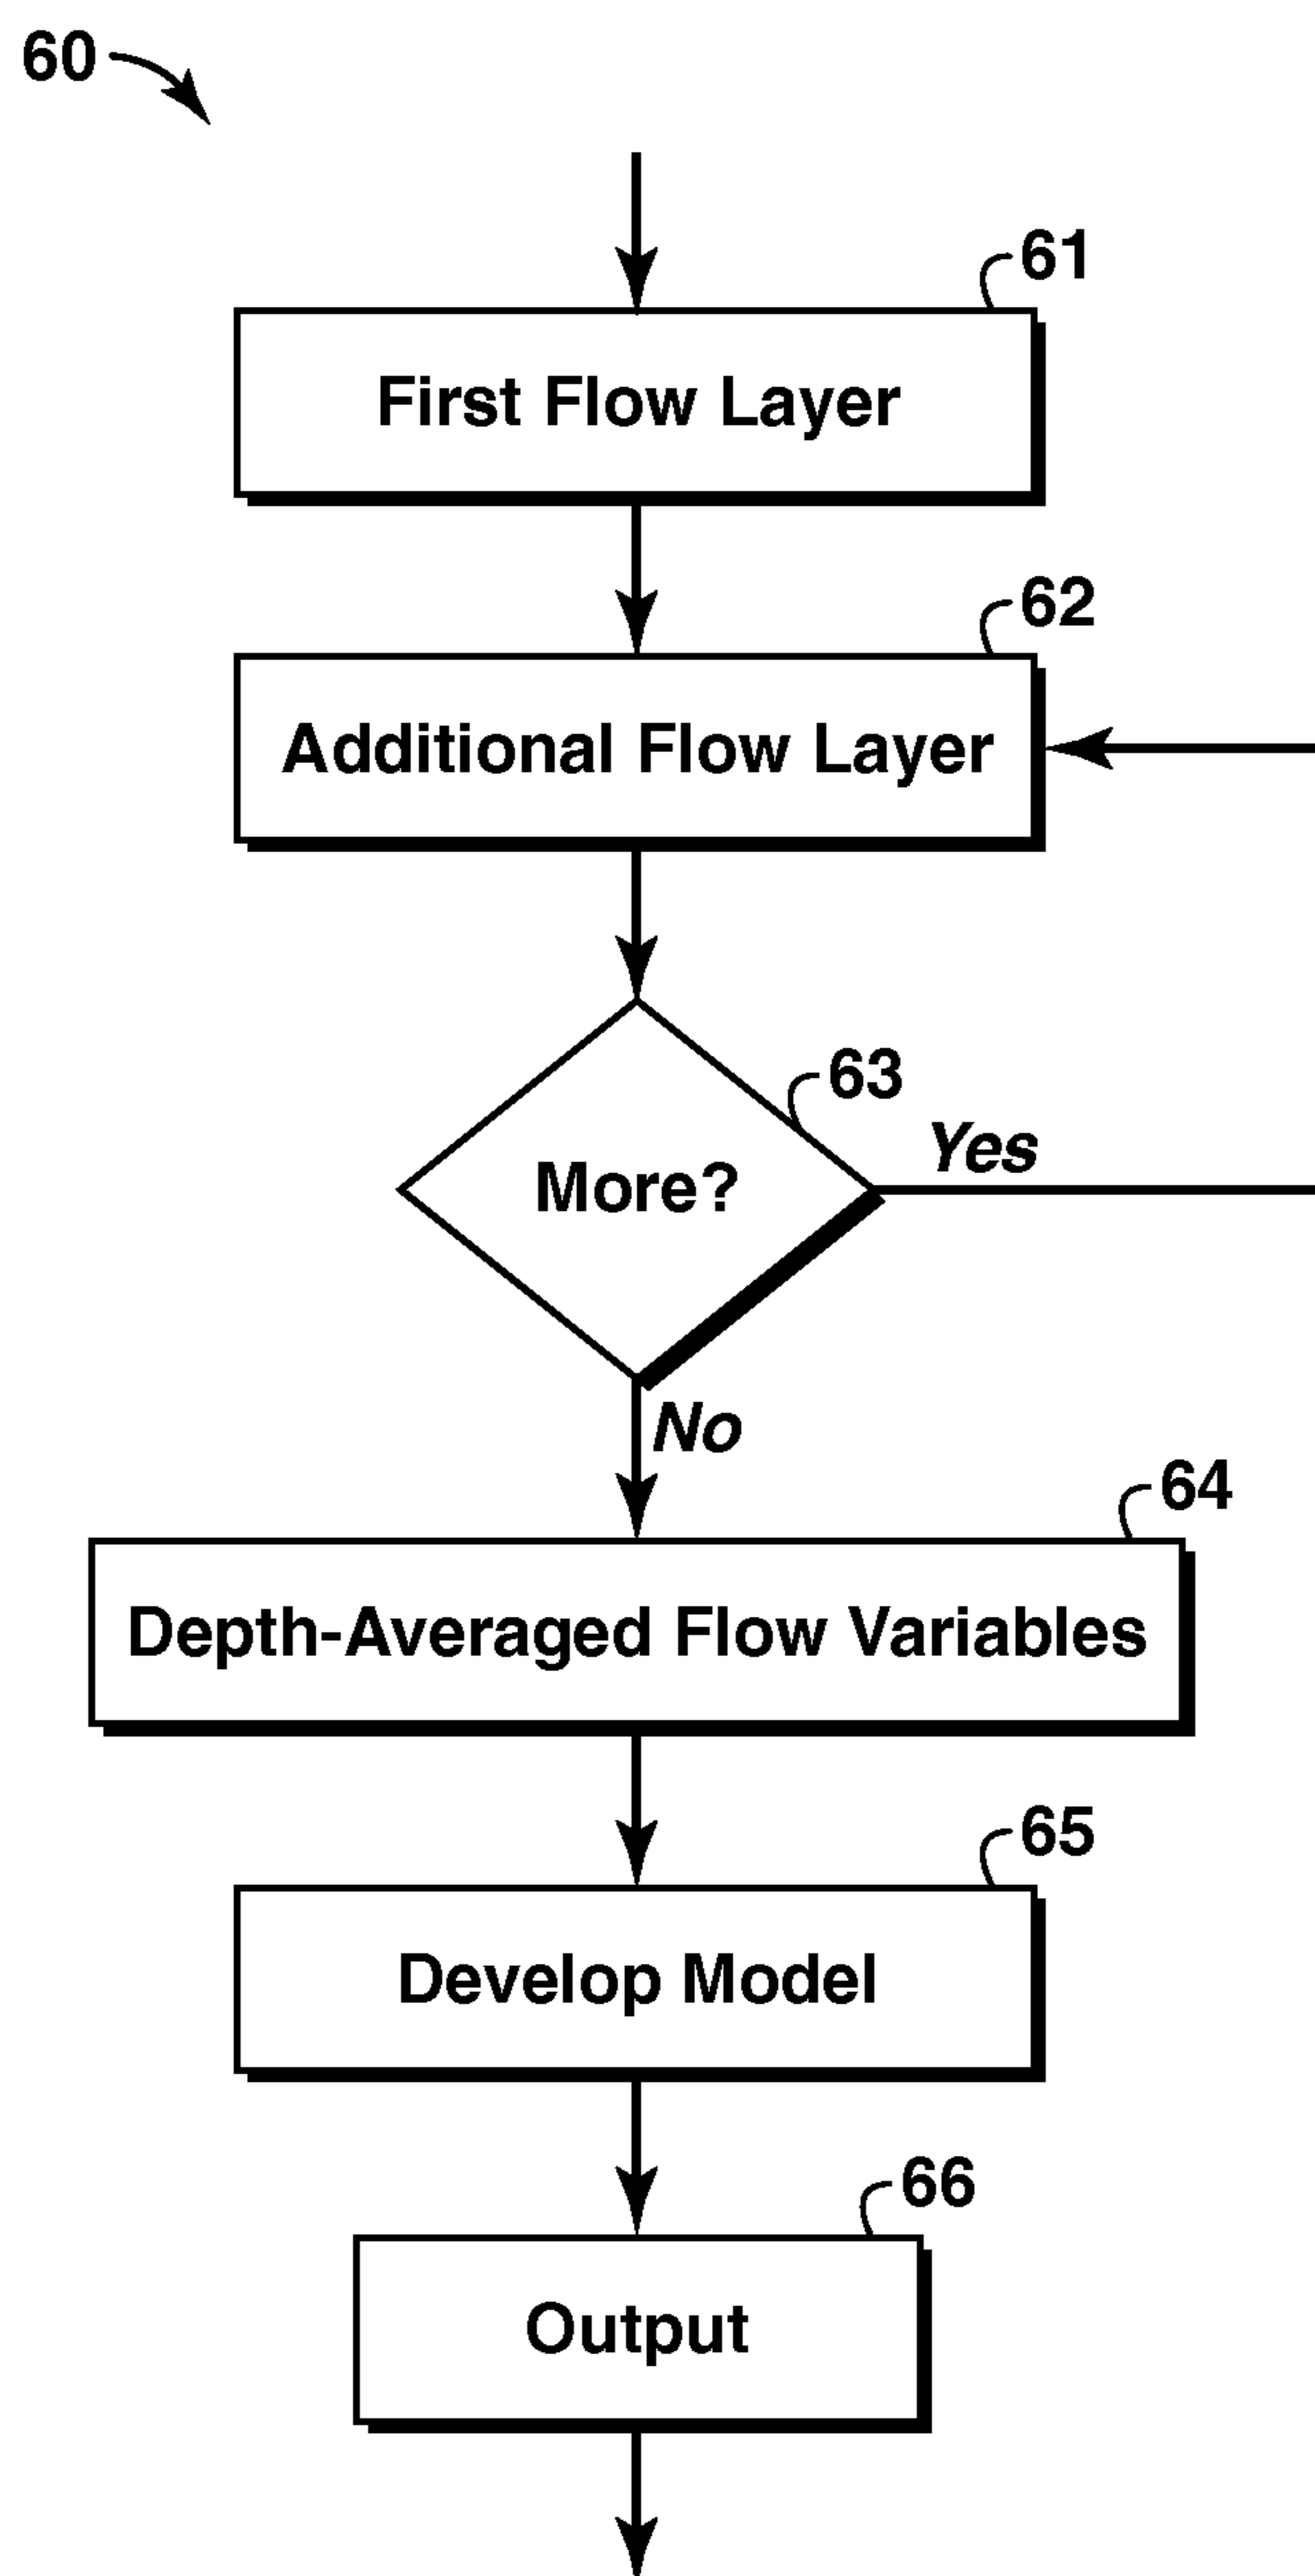 60
61
First Flow Layer
62
Additional Flow Layer
63
More?
Yes
No
64
Depth-Averaged Flow Variables
65
Develop Model
66
Output